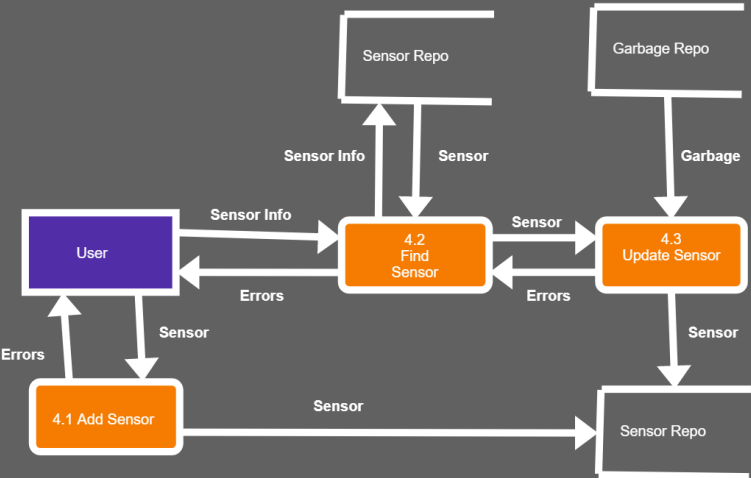 Sensor Repo
Garbage Repo
Sensor Info
Sensor
Garbage
Sensor Info
User
4.2
Find
Sensor
Sensor
4.3
Update Sensor
Errors
Errors
Sensor
Sensor
Errors
4.1 Add Sensor
Sensor
Sensor Repo